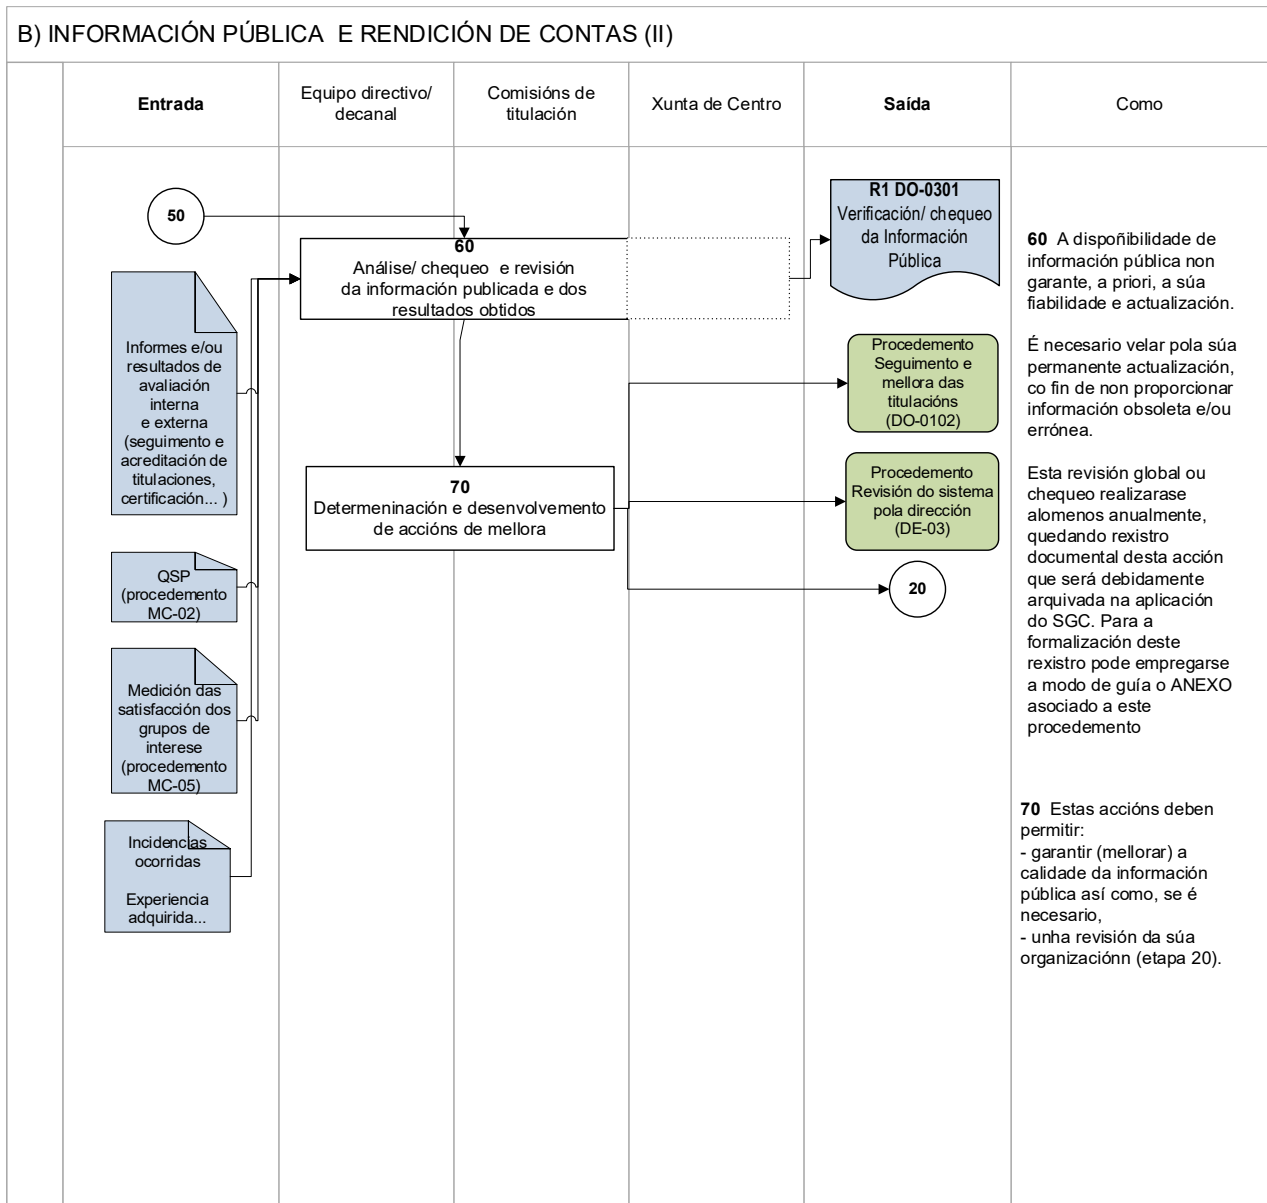 B) INFORMACIÓN PÚBLICA E RENDICIÓN DE CONTAS (II)
Entrada
Equipo directivo/
decanal
Comisións de
titulación
Xunta de Centro
Saída
Como
50
60
Análise/ chequeo e revisión
da información publicada e dos
resultados obtidos
R1 DO-0301
Verificación/ chequeo
da Información
Pública
Informes e/ou
resultados de
avaliación
interna
e externa
(seguimento e
acreditación de
titulaciones,
certificación... )
Procedemento
Seguimento e
mellora das
titulacións
(DO-0102)
70
Determeninación e desenvolvemento
de accións de mellora
Procedemento
Revisión do sistema
pola dirección
(DE-03)
20
QSP
(procedemento
MC-02)
Medición das
satisfacción dos
grupos de
interese
(procedemento
MC-05)
Incidencias
ocorridas
Experiencia
adquirida...
60 A dispoñibilidade de
información pública non
garante, a priori, a súa
fiabilidade e actualización.
É necesario velar pola súa
permanente actualización,
co fin de non proporcionar
información obsoleta e/ou
errónea.
Esta revisión global ou
chequeo realizarase
alomenos anualmente,
quedando rexistro
documental desta acción
que será debidamente
arquivada na aplicación
do SGC. Para a
formalización deste
rexistro pode empregarse
a modo de guía o ANEXO
asociado a este
procedemento
70 Estas accións deben
permitir:
- garantir (mellorar) a
calidade da información
pública así como, se é
necesario,
- unha revisión da súa
organizaciónn (etapa 20).